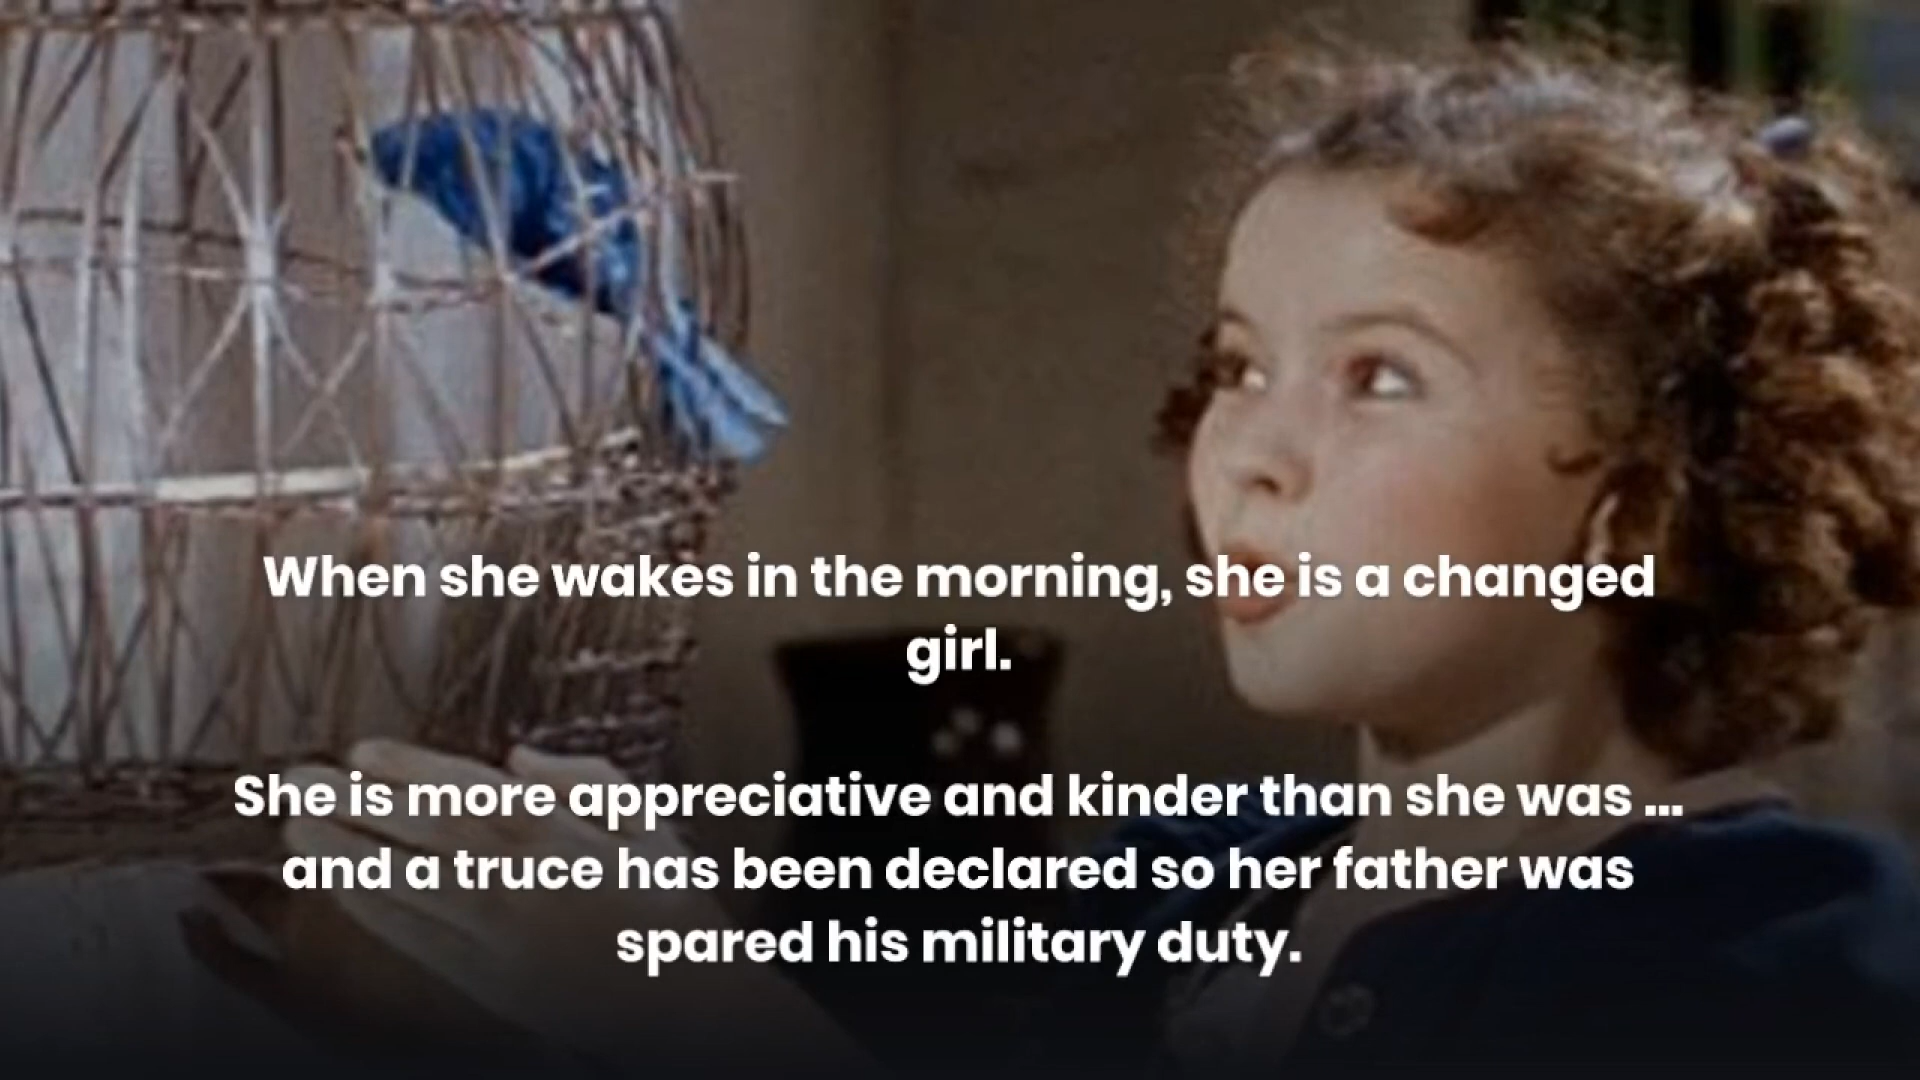 When she wakes in the morning, she is a changed
girl.
She is more appreciative and kinder than she was ...
and a truce has been declared so her father was
spared his military duty.